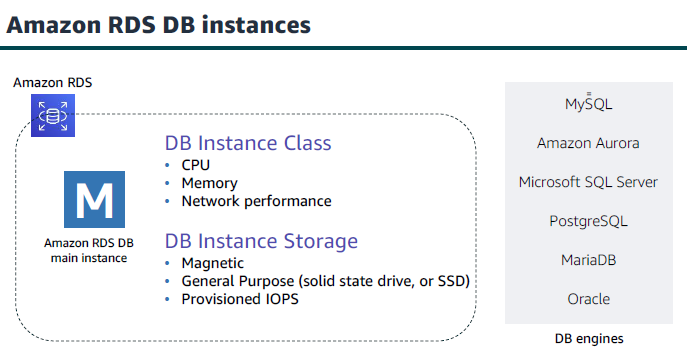 Amazon RDS DB instances
Amazon RDS
M
Amazon RDS DB
main instance
DB Instance Class
• CPU
• Memory
• Network performance
DB Instance Storage
• Magnetic
• General Purpose (solid state drive, or SSD)
• Provisioned IOPS
MySQL
Amazon Aurora
Microsoft SQL Server
PostgreSQL
MariaDB
Oracle
DB engines